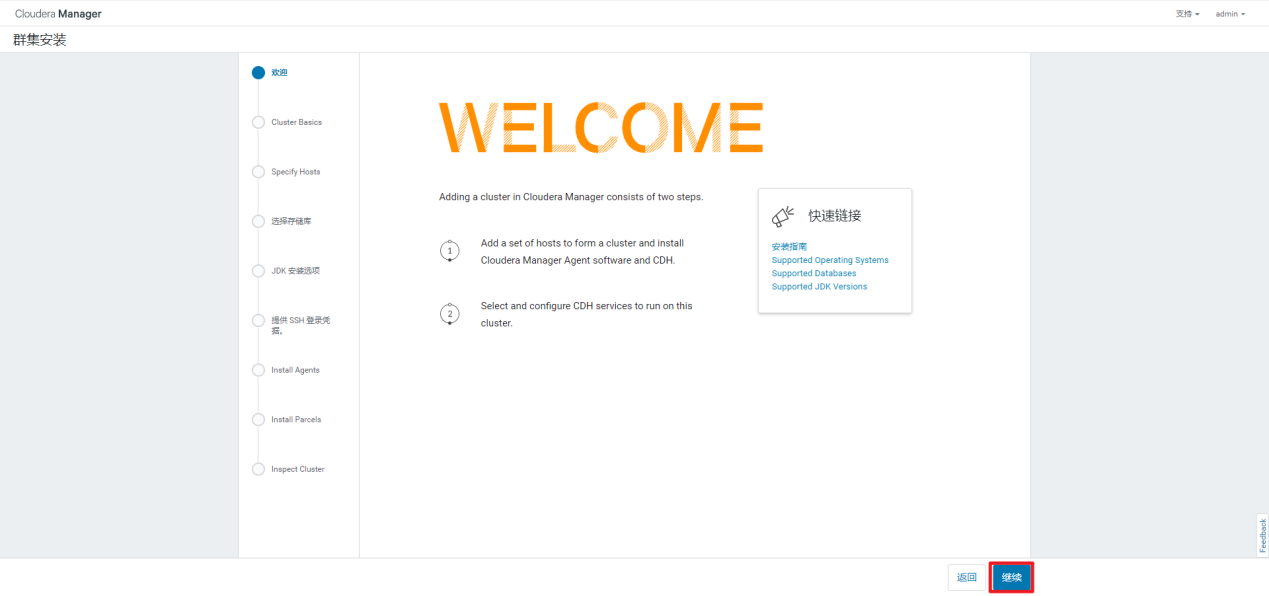 Cloudera Manager
支持
admin
群集安装
欢迎
Cluster Basics
Specify Hosts
选择存储库
JDK 安装选项
提供 SSH 登录凭
据。
Install Agents
Install Parcels
Inspect Cluster
WELCOME
Adding a cluster in Cloudera Manager consists of two steps.
1
Add a set of hosts to form a cluster and install
Cloudera Manager Agent software and CDH.
2
Select and configure CDH services to run on this
cluster.
快速链接
安装指南
Supported Operating Systems
Supported Databases
Supported JDK Versions
Feedback
返回
继续